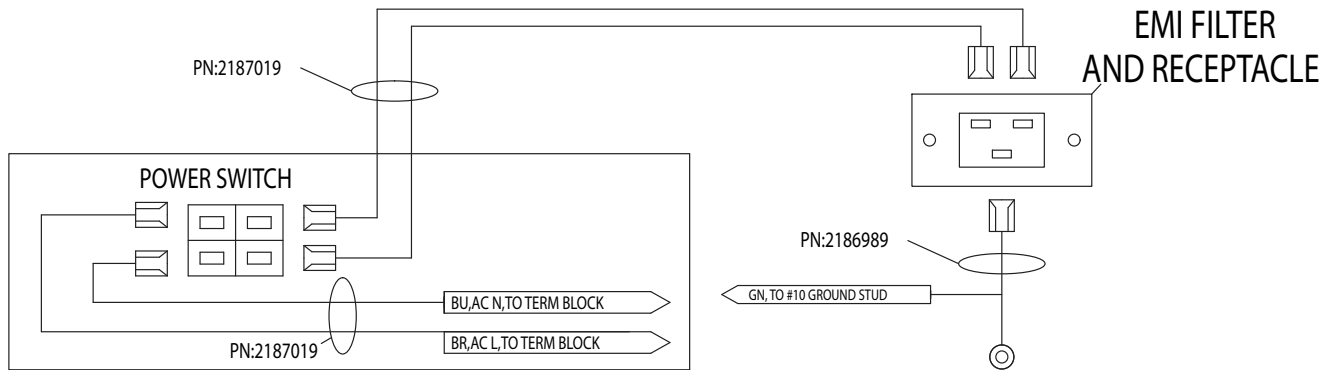 EMI FILTER
AND RECEPTACLE
PN:2187019
POWER SWITCH
PN:2186989
GN, TO #10 GROUND STUD
BU,AC N,TO TERM BLOCK
BR,AC L,TO TERM BLOCK
PN:2187019